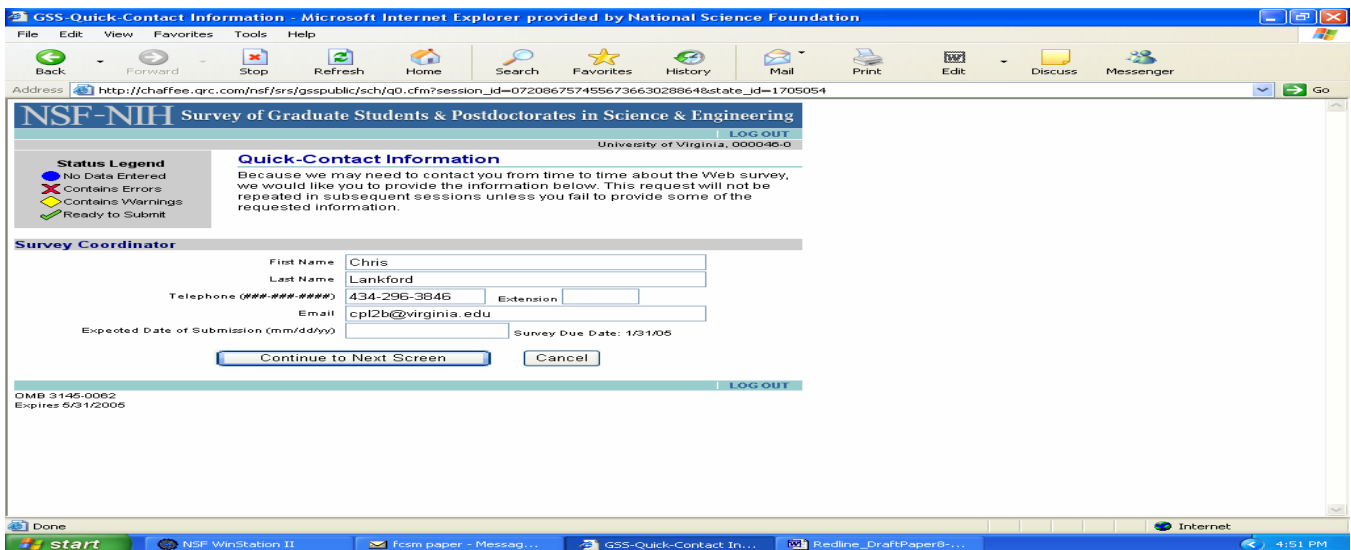 GSS-Quick-Contact Information - Microsoft Internet Explorer provided by National Science Foundation
File Edit View Favorites Tools Help
Back Forward Stop Refresh Home Search Favorites History Mail Print Edit Discuss Messenger
Address http://chaffee.qrc.com/nsf/srs/gsspublic/sch/q0.cfm?session_id=072086757455673663028864&state_id=1705054 Go
NSF-NIH Survey of Graduate Students & Postdoctorates in Science & Engineering
| LOG OUT
University of Virginia, 000046-0
Status Legend
No Data Entered
Contains Errors
Contains Warnings
Ready to Submit
Quick-Contact Information
Because we may need to contact you from time to time about the Web survey,
we would like you to provide the information below. This request will not be
repeated in subsequent sessions unless you fail to provide some of the
requested information.
Survey Coordinator
First Name Chris
Last Name Lankford
Telephone (###-###-####) 434-296-3846 Extension
Email cpl2b@virginia.edu
Expected Date of Submission (mm/dd/yy) Survey Due Date: 1/31/05
Continue to Next Screen Cancel
| LOG OUT
OMB 3145-0062
Expires 5/31/2005
Done Internet
start NSF WinStation II fcsm paper - Messag... GSS-Quick-Contact In... Redline_DraftPaper8-... 4:51 PM